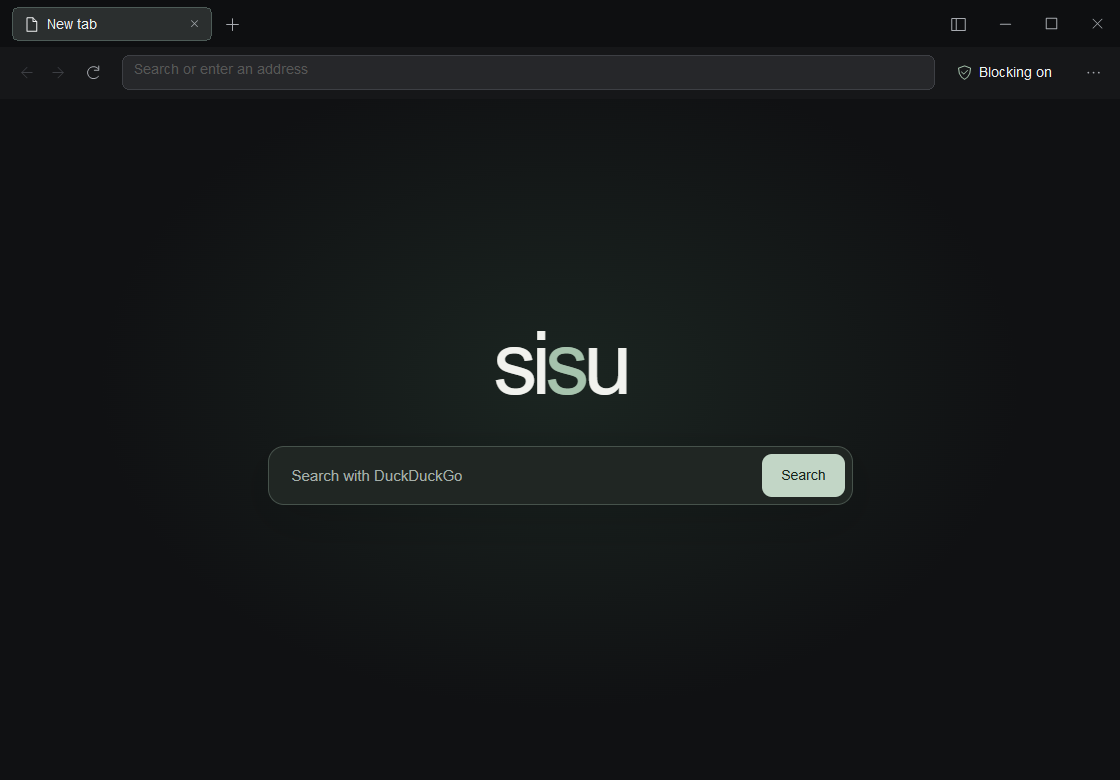 New tab
Search or enter an address
Blocking on
sisu
Search with DuckDuckGo
Search